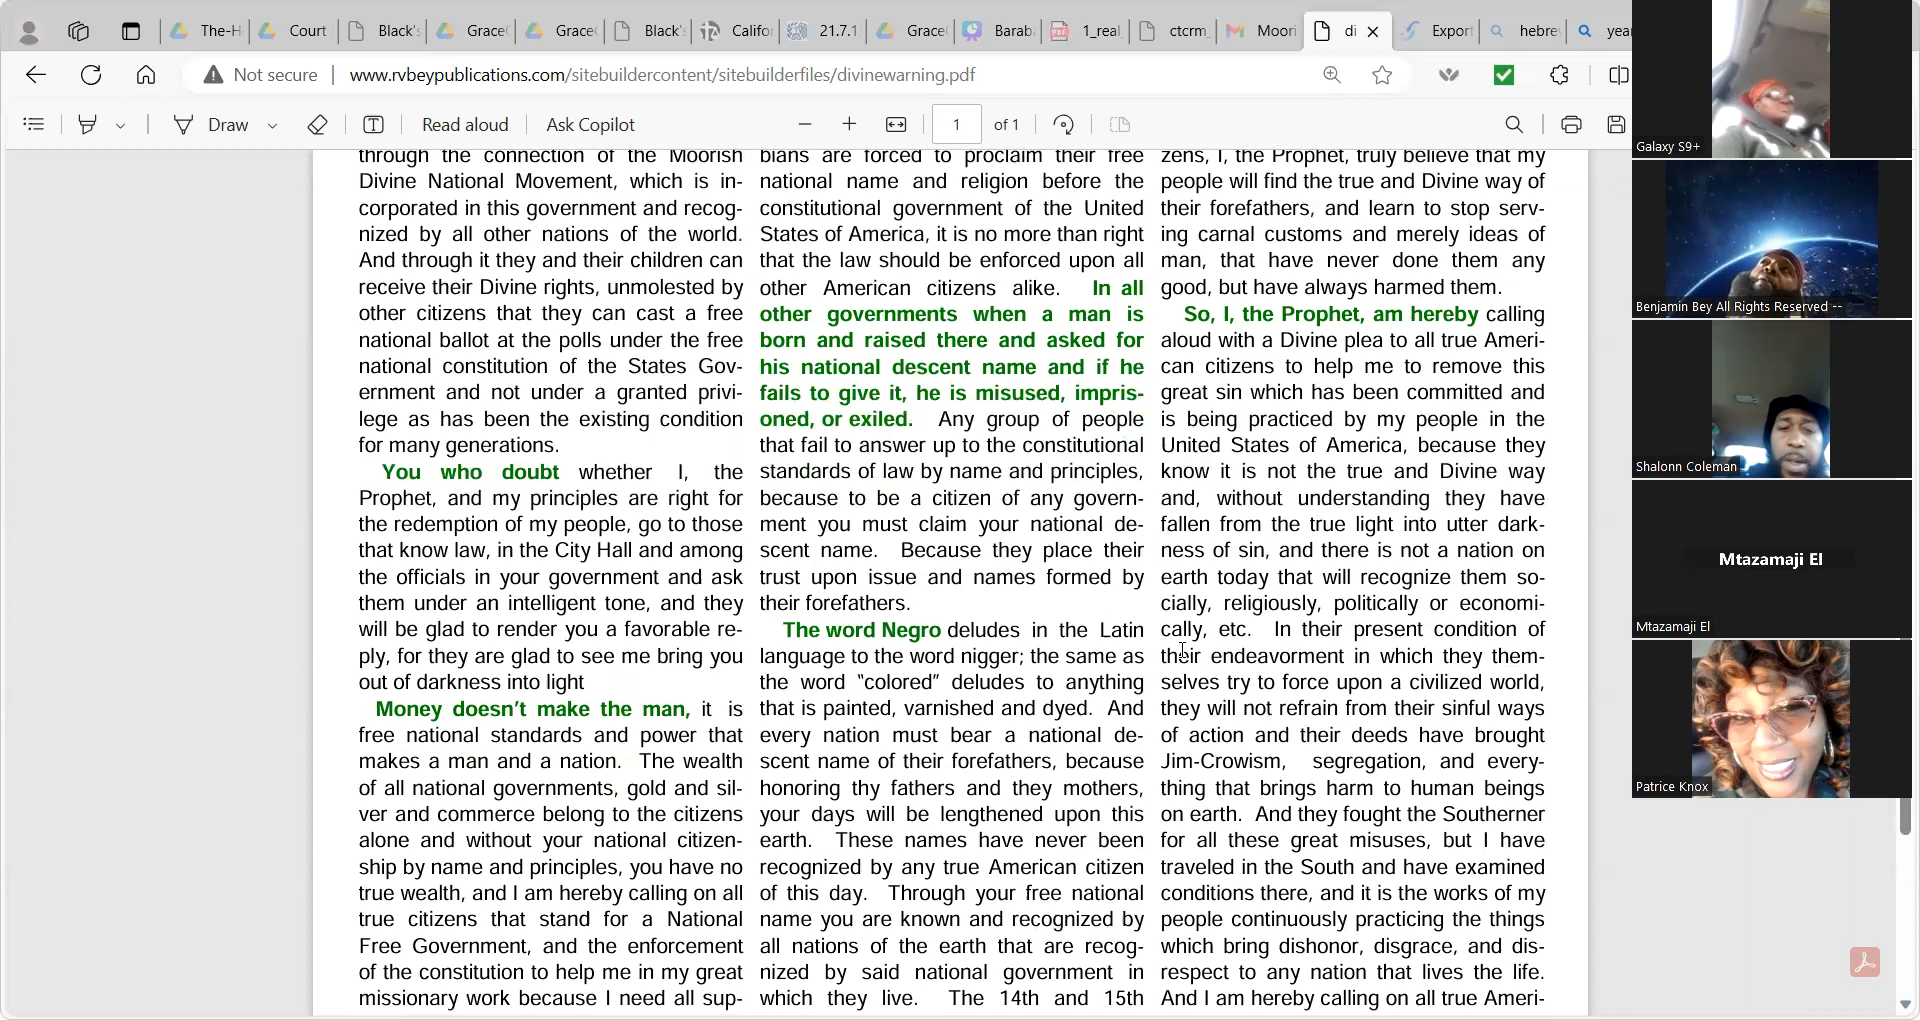 The-H
Court
Black's
Grace
Grace
Black's
Califo
21.7.1
Grace
Barab
1_real
ctcrm_
Moori
di
Export
hebre
yea
Not secure
www.rvbeypublications.com/sitebuildercontent/sitebuilderfiles/divinewarning.pdf
Draw
Read aloud
Ask Copilot
1
of 1
through the connection of the Moorish
Divine National Movement, which is in-
corporated in this government and recog-
nized by all other nations of the world.
And through it they and their children can
receive their Divine rights, unmolested by
other citizens that they can cast a free
national ballot at the polls under the free
national constitution of the States Gov-
ernment and not under a granted privi-
lege as has been the existing condition
for many generations.
You who doubt whether I, the
Prophet, and my principles are right for
the redemption of my people, go to those
that know law, in the City Hall and among
the officials in your government and ask
them under an intelligent tone, and they
will be glad to render you a favorable re-
ply, for they are glad to see me bring you
out of darkness into light
Money doesn't make the man, it is
free national standards and power that
makes a man and a nation. The wealth
of all national governments, gold and sil-
ver and commerce belong to the citizens
alone and without your national citizen-
ship by name and principles, you have no
true wealth, and I am hereby calling on all
true citizens that stand for a National
Free Government, and the enforcement
of the constitution to help me in my great
missionary work because I need all sup-
bians are forced to proclaim their free
national name and religion before the
constitutional government of the United
States of America, it is no more than right
that the law should be enforced upon all
other American citizens alike. In all
other governments when a man is
born and raised there and asked for
his national descent name and if he
fails to give it, he is misused, impris-
oned, or exiled. Any group of people
that fail to answer up to the constitutional
standards of law by name and principles,
because to be a citizen of any govern-
ment you must claim your national de-
scent name. Because they place their
trust upon issue and names formed by
their forefathers.
The word Negro deludes in the Latin
language to the word nigger; the same as
the word "colored" deludes to anything
that is painted, varnished and dyed. And
every nation must bear a national de-
scent name of their forefathers, because
honoring thy fathers and they mothers,
your days will be lengthened upon this
earth. These names have never been
recognized by any true American citizen
of this day. Through your free national
name you are known and recognized by
all nations of the earth that are recog-
nized by said national government in
which they live. The 14th and 15th
zens, I, the Prophet, truly believe that my
people will find the true and Divine way of
their forefathers, and learn to stop serv-
ing carnal customs and merely ideas of
man, that have never done them any
good, but have always harmed them.
So, I, the Prophet, am hereby calling
aloud with a Divine plea to all true Ameri-
can citizens to help me to remove this
great sin which has been committed and
is being practiced by my people in the
United States of America, because they
know it is not the true and Divine way
and, without understanding they have
fallen from the true light into utter dark-
ness of sin, and there is not a nation on
earth today that will recognize them so-
cially, religiously, politically or economi-
cally, etc. In their present condition of
their endeavorment in which they them-
selves try to force upon a civilized world,
they will not refrain from their sinful ways
of action and their deeds have brought
Jim-Crowism, segregation, and every-
thing that brings harm to human beings
on earth. And they fought the Southerner
for all these great misuses, but I have
traveled in the South and have examined
conditions there, and it is the works of my
people continuously practicing the things
which bring dishonor, disgrace, and dis-
respect to any nation that lives the life.
And I am hereby calling on all true Ameri-
Galaxy S9+
Benjamin Bey All Rights Reserved --
Shalonn Coleman
Mtazamaji El
Mtazamaji El
Patrice Knox